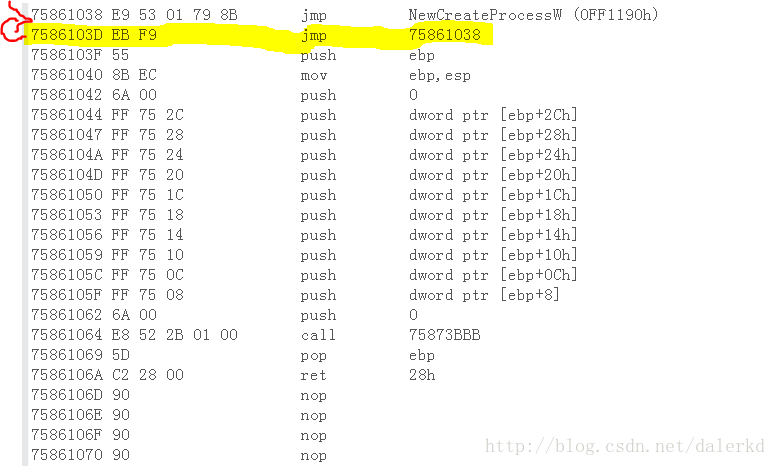 75861038 E9 53 01 79 8B jmp NewCreateProcessW (0FF1190h)
7586103D EB F9 jmp 75861038
7586103F 55 push ebp
75861040 8B EC mov ebp,esp
75861042 6A 00 push 0
75861044 FF 75 2C push dword ptr [ebp+2Ch]
75861047 FF 75 28 push dword ptr [ebp+28h]
7586104A FF 75 24 push dword ptr [ebp+24h]
7586104D FF 75 20 push dword ptr [ebp+20h]
75861050 FF 75 1C push dword ptr [ebp+1Ch]
75861053 FF 75 18 push dword ptr [ebp+18h]
75861056 FF 75 14 push dword ptr [ebp+14h]
75861059 FF 75 10 push dword ptr [ebp+10h]
7586105C FF 75 0C push dword ptr [ebp+0Ch]
7586105F FF 75 08 push dword ptr [ebp+8]
75861062 6A 00 push 0
75861064 E8 52 2B 01 00 call 75873BBB
75861069 5D pop ebp
7586106A C2 28 00 ret 28h
7586106D 90 nop
7586106E 90 nop
7586106F 90 nop
75861070 90 nop
http://blog.csdn.net/dalerkd